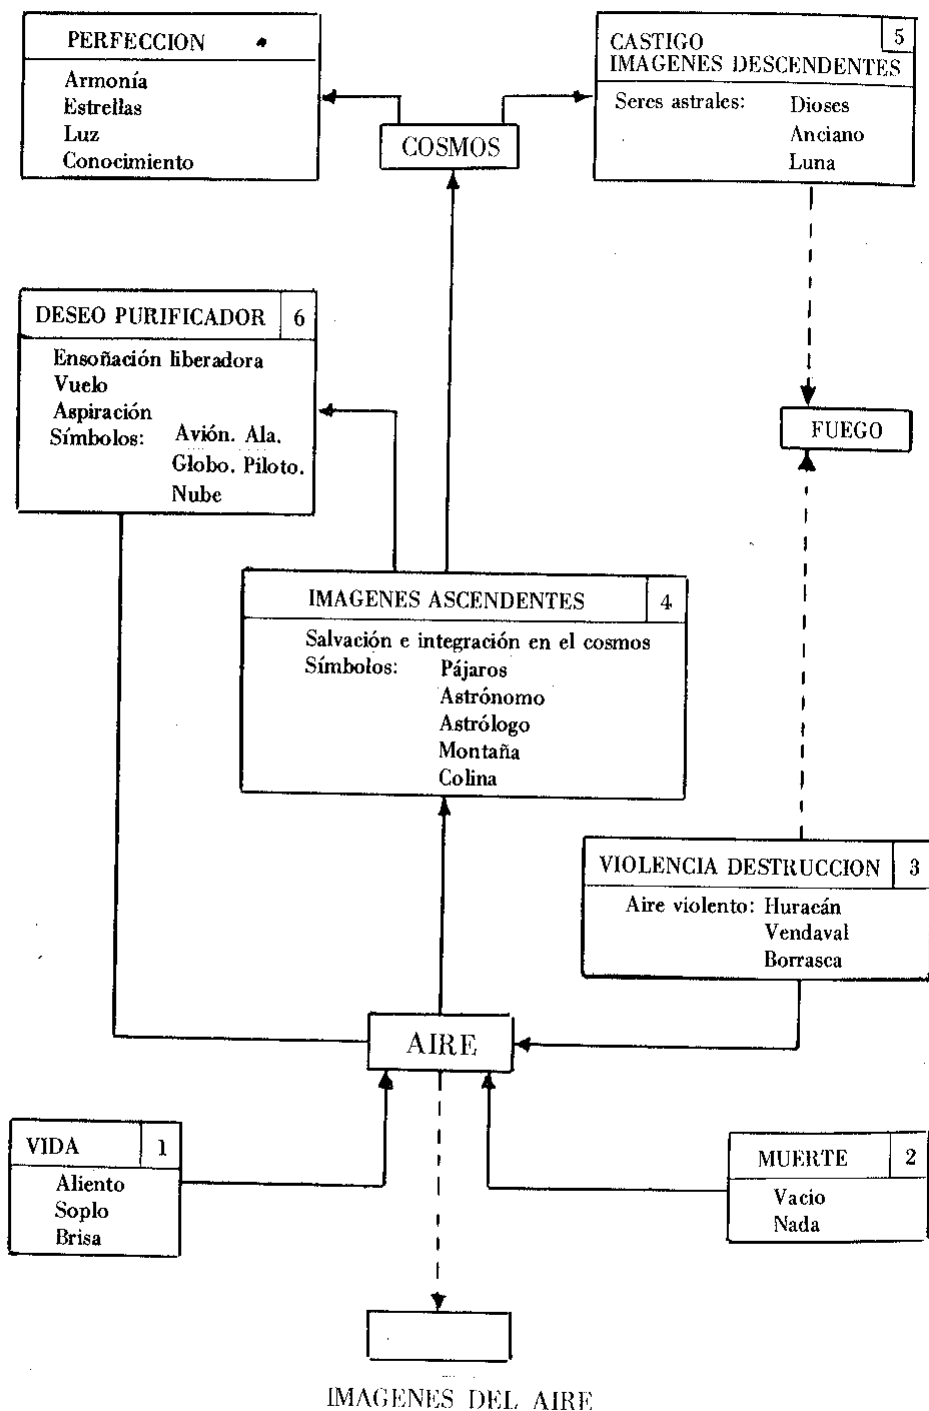 PERFECCION
Armonía
Estrellas
Luz
Conocimiento
5
CASTIGO
IMAGENES DESCENDENTES
Seres astrales: Dioses
Anciano
Luna
COSMOS
DESEO PURIFICADOR 6
Ensoñación liberadora
Vuelo
Aspiración
Símbolos: Avión. Ala.
Globo. Piloto.
Nube
FUEGO
IMAGENES ASCENDENTES 4
Salvación e integración en el cosmos
Símbolos: Pájaros
Astrónomo
Astrólogo
Montaña
Colina
VIOLENCIA DESTRUCCION 3
Aire violento: Huracán
Vendaval
Borrasca
AIRE
VIDA 1
Aliento
Soplo
Brisa
MUERTE 2
Vacio
Nada
IMAGENES DEL AIRE